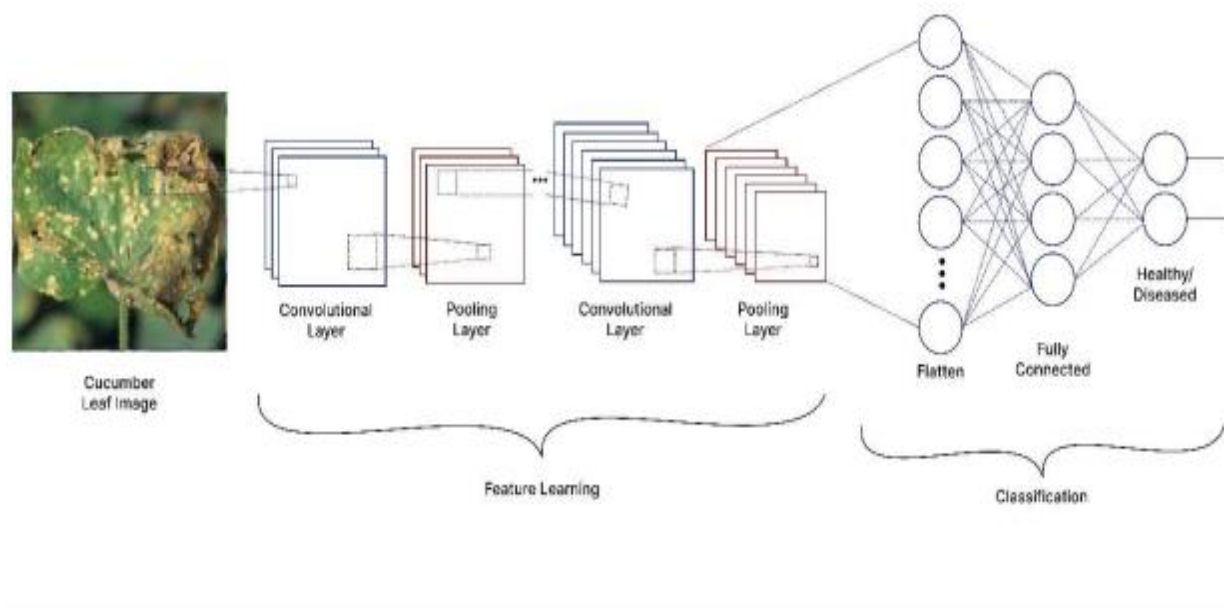 Cucumber
Leaf Image
Convolutional
Layer
Pooling
Layer
...
Convolutional
Layer
Pooling
Layer
Flatten
Fully
Connected
Healthy/
Diseased
Feature Learning
Classification